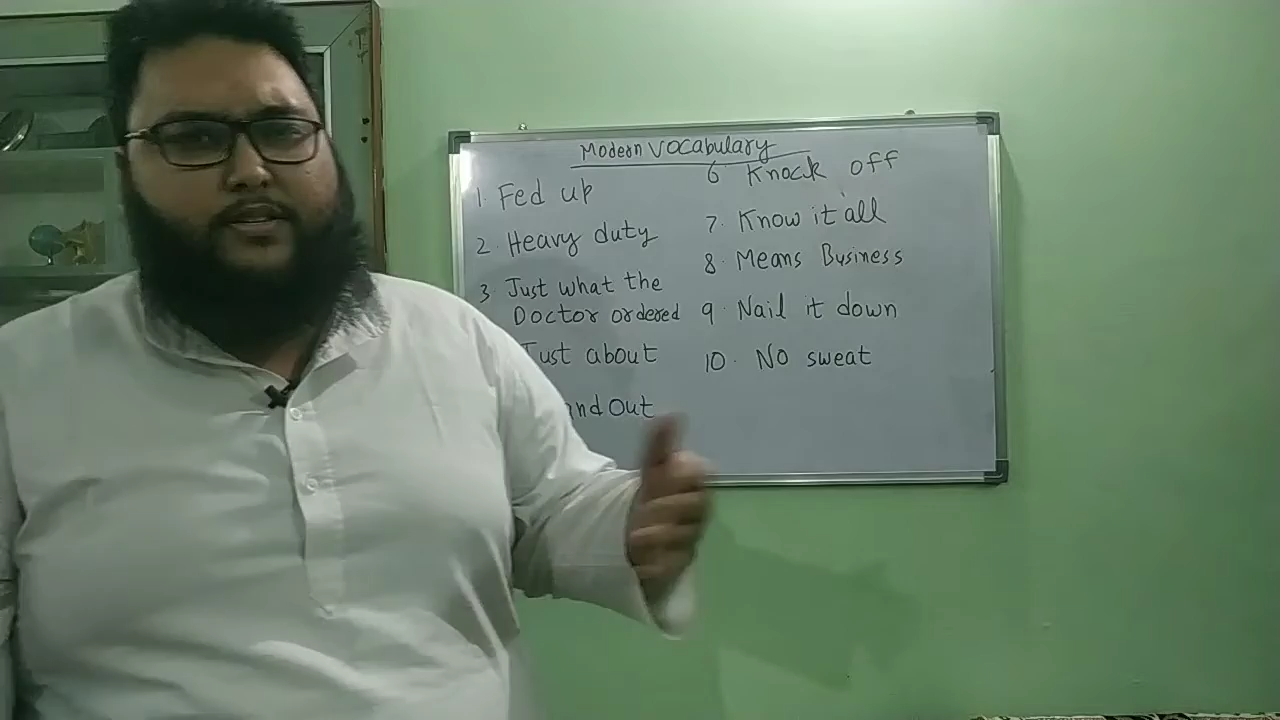 Modern Vocabulary
1. Fed up
2. Heavy duty
3 Just what the
Doctor ordered
Just about
Out
6. Knock off
7. Know it all
8. Means Business
9. Nail it down
10. No sweat